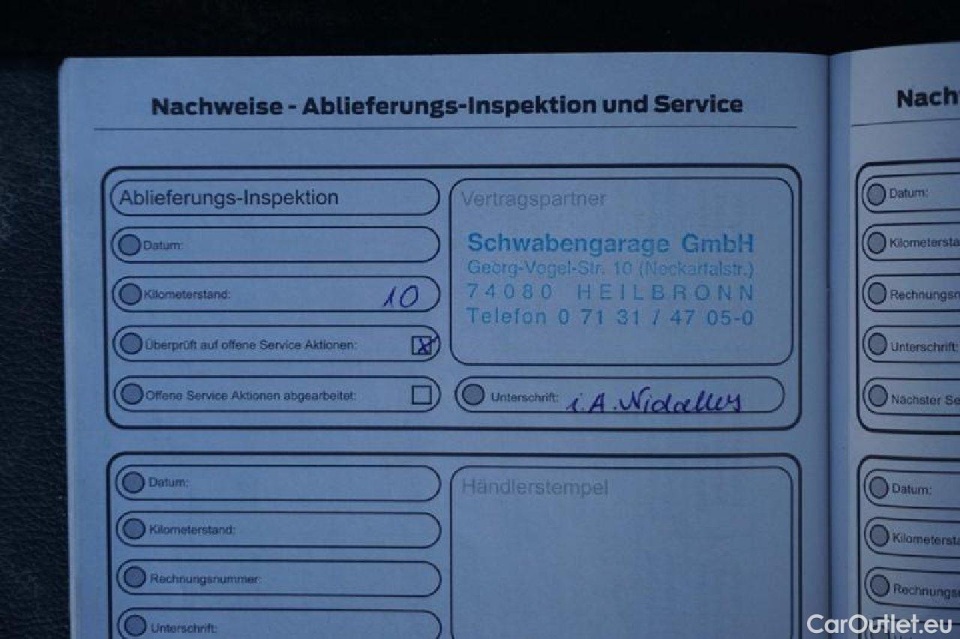 Nachweise - Ablieferungs-Inspektion und Service
Ablieferungs-Inspektion
Datum:
Kilometerstand: 10
Überprüft auf offene Service Aktionen: X
Offene Service Aktionen abgearbeitet:
Vertragspartner
Schwabengarage GmbH
Georg-Vogel-Str. 10 (Neckartalstr.)
74080 HEILBRONN
Telefon 0 71 31 / 47 05-0
Unterschrift: i.A.
Datum:
Kilometerstand:
Rechnungsnummer:
Unterschrift:
Händlerstempel
Nach
Datum:
Kilometersta
Rechnungsn
Unterschrift:
Nächster Se
Datum:
Kilometersta
Rechnungs
CarOutlet.eu